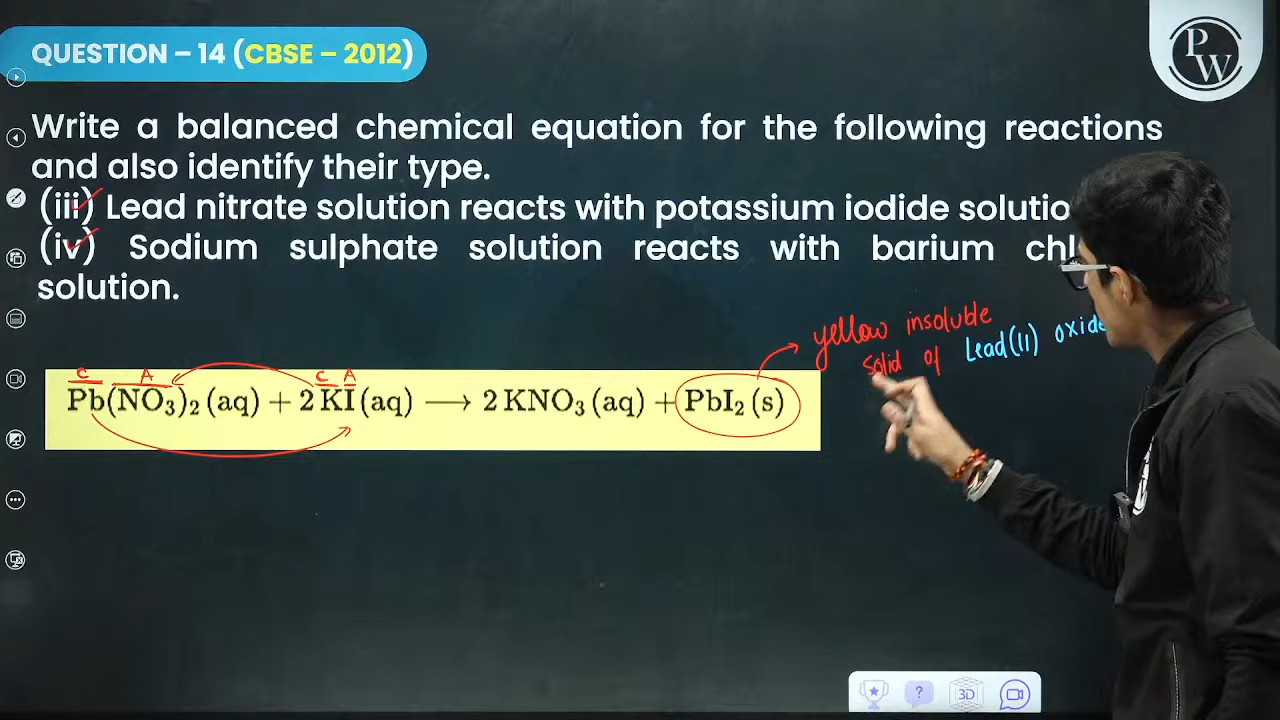 QUESTION – 14 (CBSE – 2012)
P
W
Write a balanced chemical equation for the following reactions
and also identify their type.
(iii) Lead nitrate solution reacts with potassium iodide solutio
(iv) Sodium sulphate solution reacts with barium chl
solution.
yellow insoluble
solid of Lead(II) oxide
C A C A
Pb(NO₃)₂ (aq) + 2 KI (aq) ⟶ 2 KNO₃ (aq) + PbI₂ (s)
? 3D